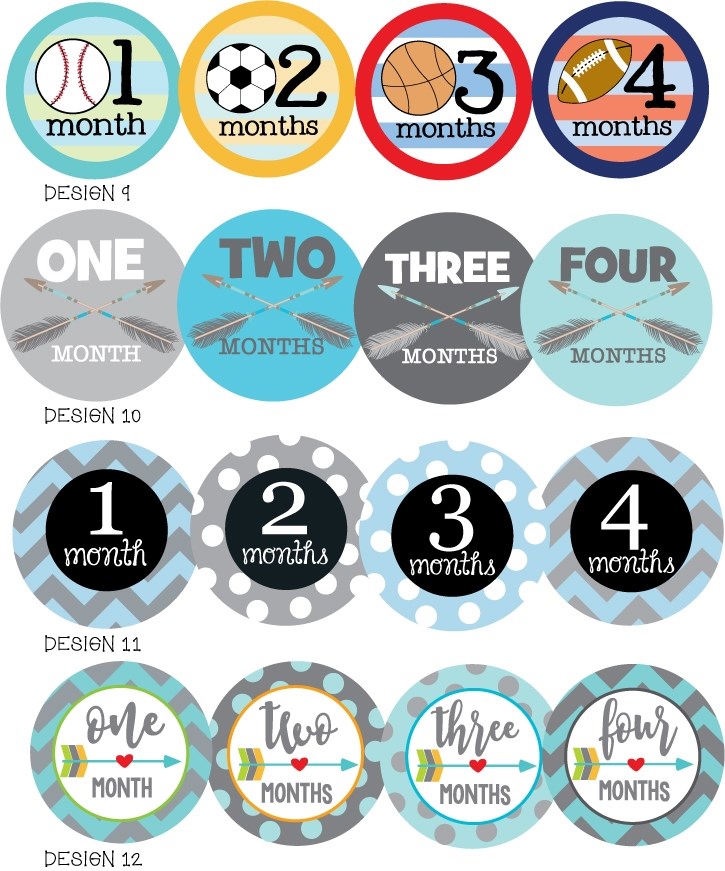 1 2 3 4
month months months months
DESIGN 9
ONE TWO THREE FOUR
MONTH MONTHS MONTHS MONTHS
DESIGN 10
1 2 3 4
month months months months
DESIGN 11
one two three four
MONTH MONTHS MONTHS MONTHS
DESIGN 12